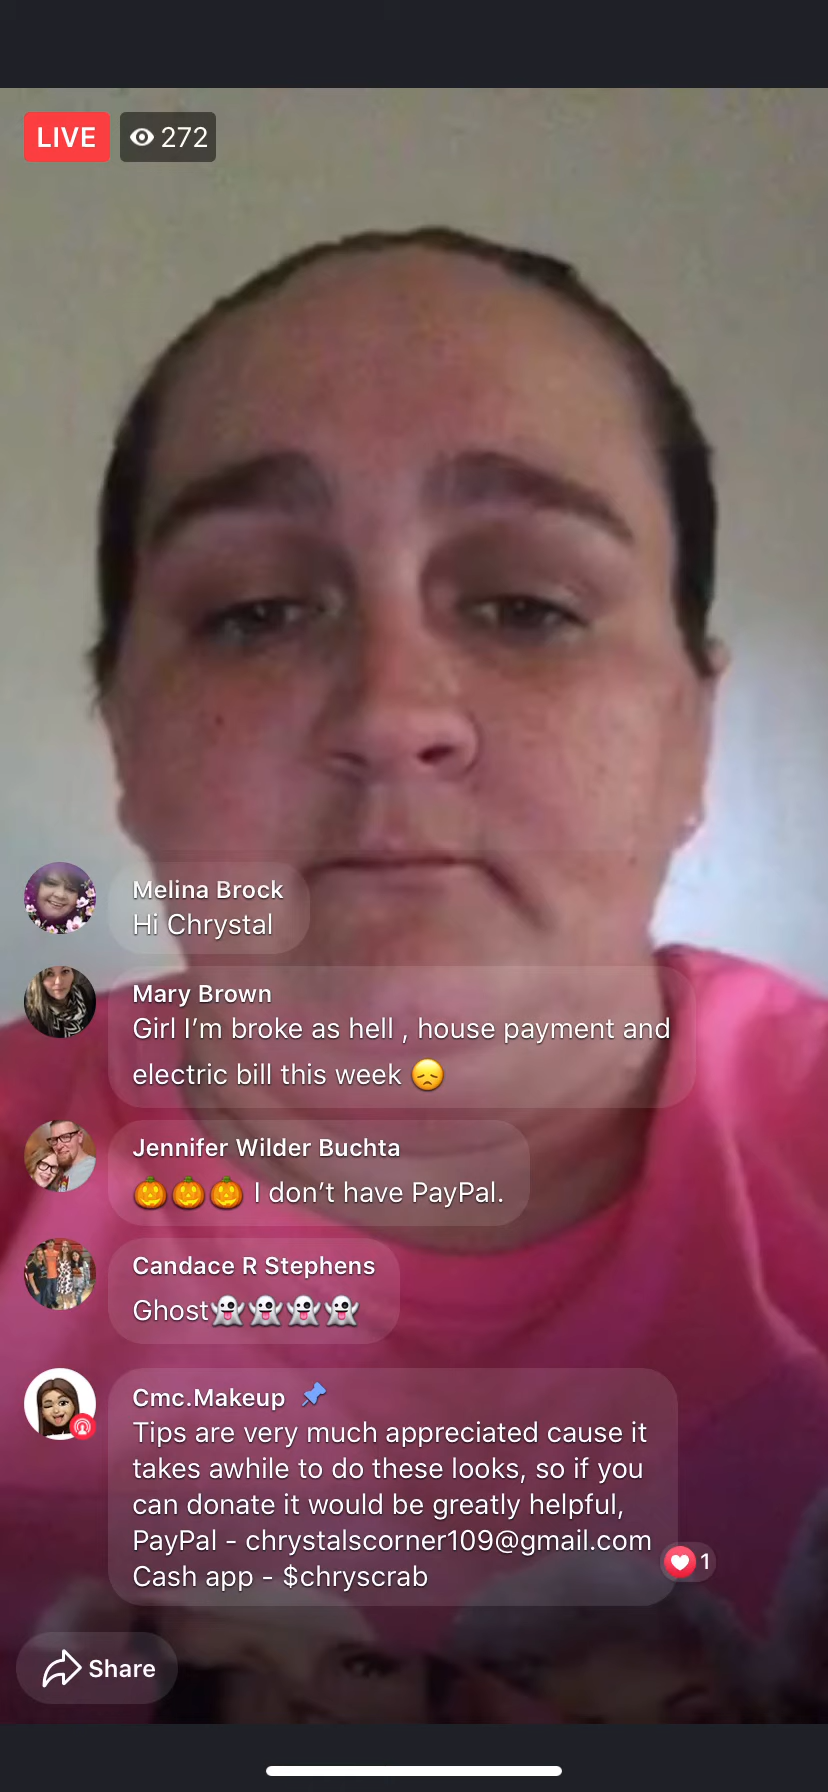 LIVE 272
Melina Brock
Hi Chrystal
Mary Brown
Girl I’m broke as hell , house payment and
electric bill this week 😞
Jennifer Wilder Buchta
🎃🎃🎃 I don’t have PayPal.
Candace R Stephens
Ghost👻👻👻👻
Cmc.Makeup 📌
Tips are very much appreciated cause it
takes awhile to do these looks, so if you
can donate it would be greatly helpful,
PayPal - chrystalscorner109@gmail.com
Cash app - $chryscrab
1
Share